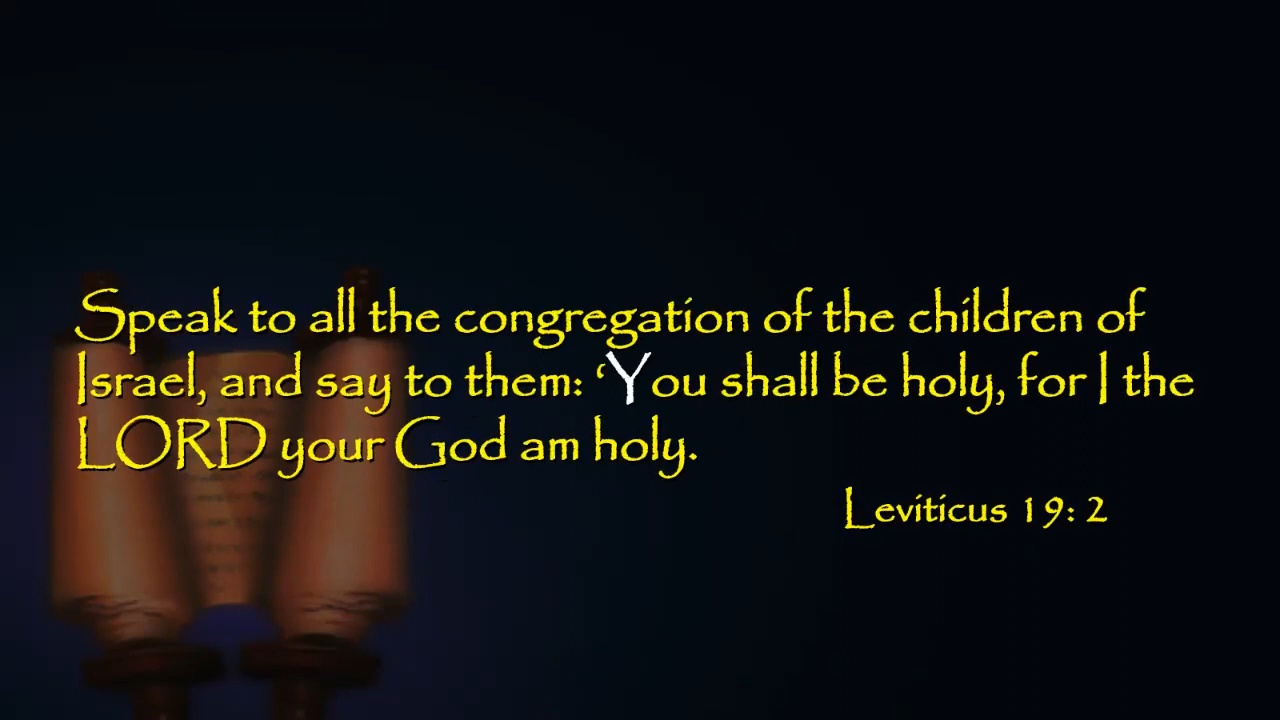 Speak to all the congregation of the children of
Israel, and say to them: ‘You shall be holy, for I the
LORD your God am holy.
Leviticus 19: 2